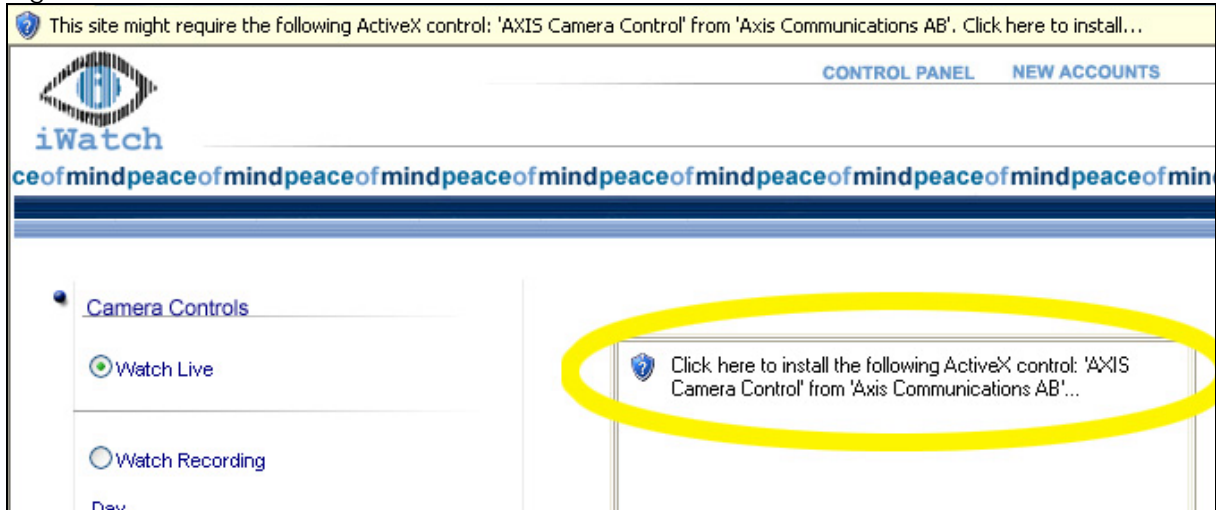 This site might require the following ActiveX control: 'AXIS Camera Control' from 'Axis Communications AB'. Click here to install...
CONTROL PANEL NEW ACCOUNTS
iWatch
ceofmindpeaceofmindpeaceofmindpeaceofmindpeaceofmindpeaceofmindpeaceofmin
Camera Controls
Watch Live
Click here to install the following ActiveX control: 'AXIS
Camera Control' from 'Axis Communications AB'...
Watch Recording
Day